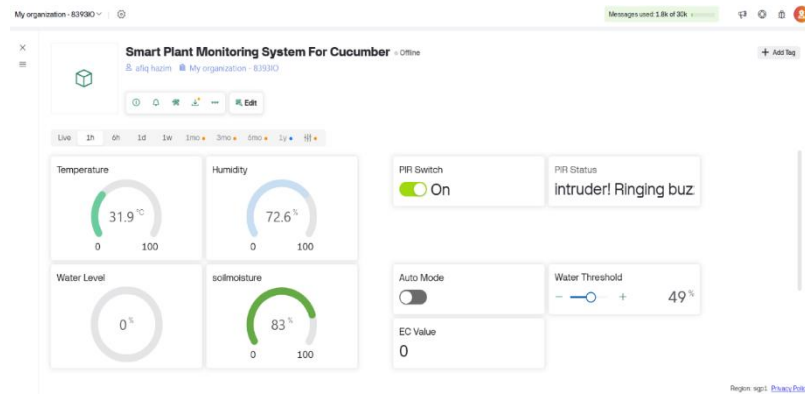 My organization - 8393IO
Messages used 1.8k of 30k
Smart Plant Monitoring System For Cucumber
Offline
+ Add Tag
afiq hazim
My organization - 8393IO
Edit
Live 1h 6h 1d 1w 1mo 3mo 6mo 1y
Temperature
31.9 °C
0 100
Humidity
72.6 %
0 100
PIR Switch
On
PIR Status
intruder! Ringing buz
Water Level
0 %
soilmoisture
83 %
0 100
Auto Mode
Water Threshold
− + 49 %
EC Value
0
Region: sgp1 Privacy Polic